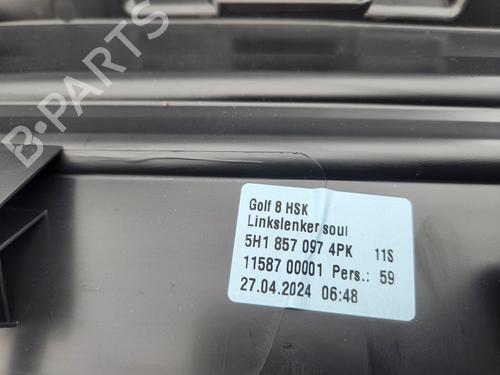 B-PARTS
Golf 8 HSK
Linkslenker soul
5H1 857 097 4PK 11S
11587 00001 Pers.: 59
27.04.2024 06:48